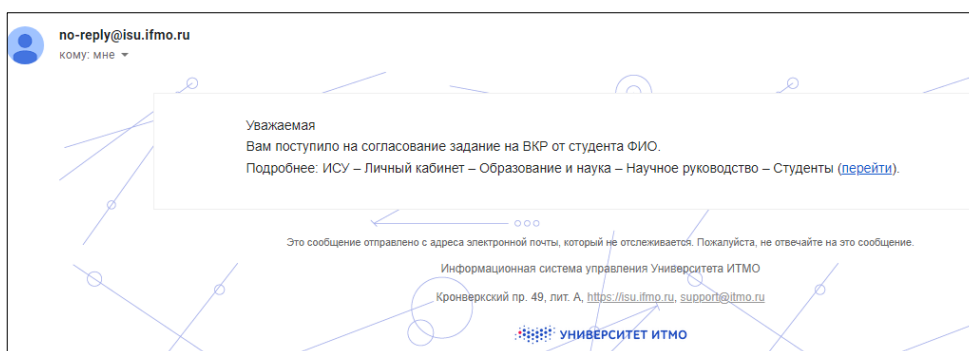 no-reply@isu.ifmo.ru
кому: мне
Уважаемая
Вам поступило на согласование задание на ВКР от студента ФИО.
Подробнее: ИСУ – Личный кабинет – Образование и наука – Научное руководство – Студенты (перейти).
Это сообщение отправлено с адреса электронной почты, который не отслеживается. Пожалуйста, не отвечайте на это сообщение.
Информационная система управления Университета ИТМО
Кронверкский пр. 49, лит. А, https://isu.ifmo.ru, support@itmo.ru
УНИВЕРСИТЕТ ИТМО